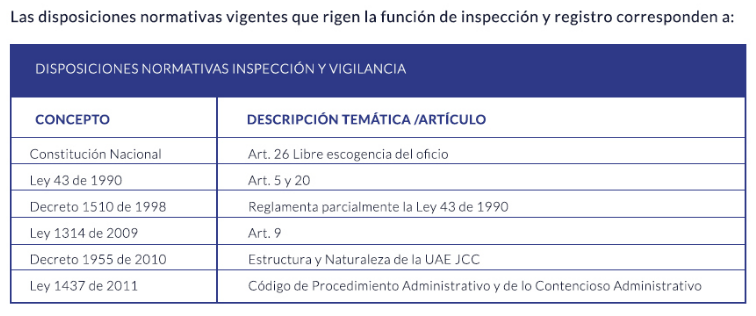 Las disposiciones normativas vigentes que rigen la función de inspección y registro corresponden a:
DISPOSICIONES NORMATIVAS INSPECCIÓN Y VIGILANCIA
CONCEPTO DESCRIPCIÓN TEMÁTICA /ARTÍCULO
Constitución Nacional Art. 26 Libre escogencia del oficio
Ley 43 de 1990 Art. 5 y 20
Decreto 1510 de 1998 Reglamenta parcialmente la Ley 43 de 1990
Ley 1314 de 2009 Art. 9
Decreto 1955 de 2010 Estructura y Naturaleza de la UAE JCC
Ley 1437 de 2011 Código de Procedimiento Administrativo y de lo Contencioso Administrativo